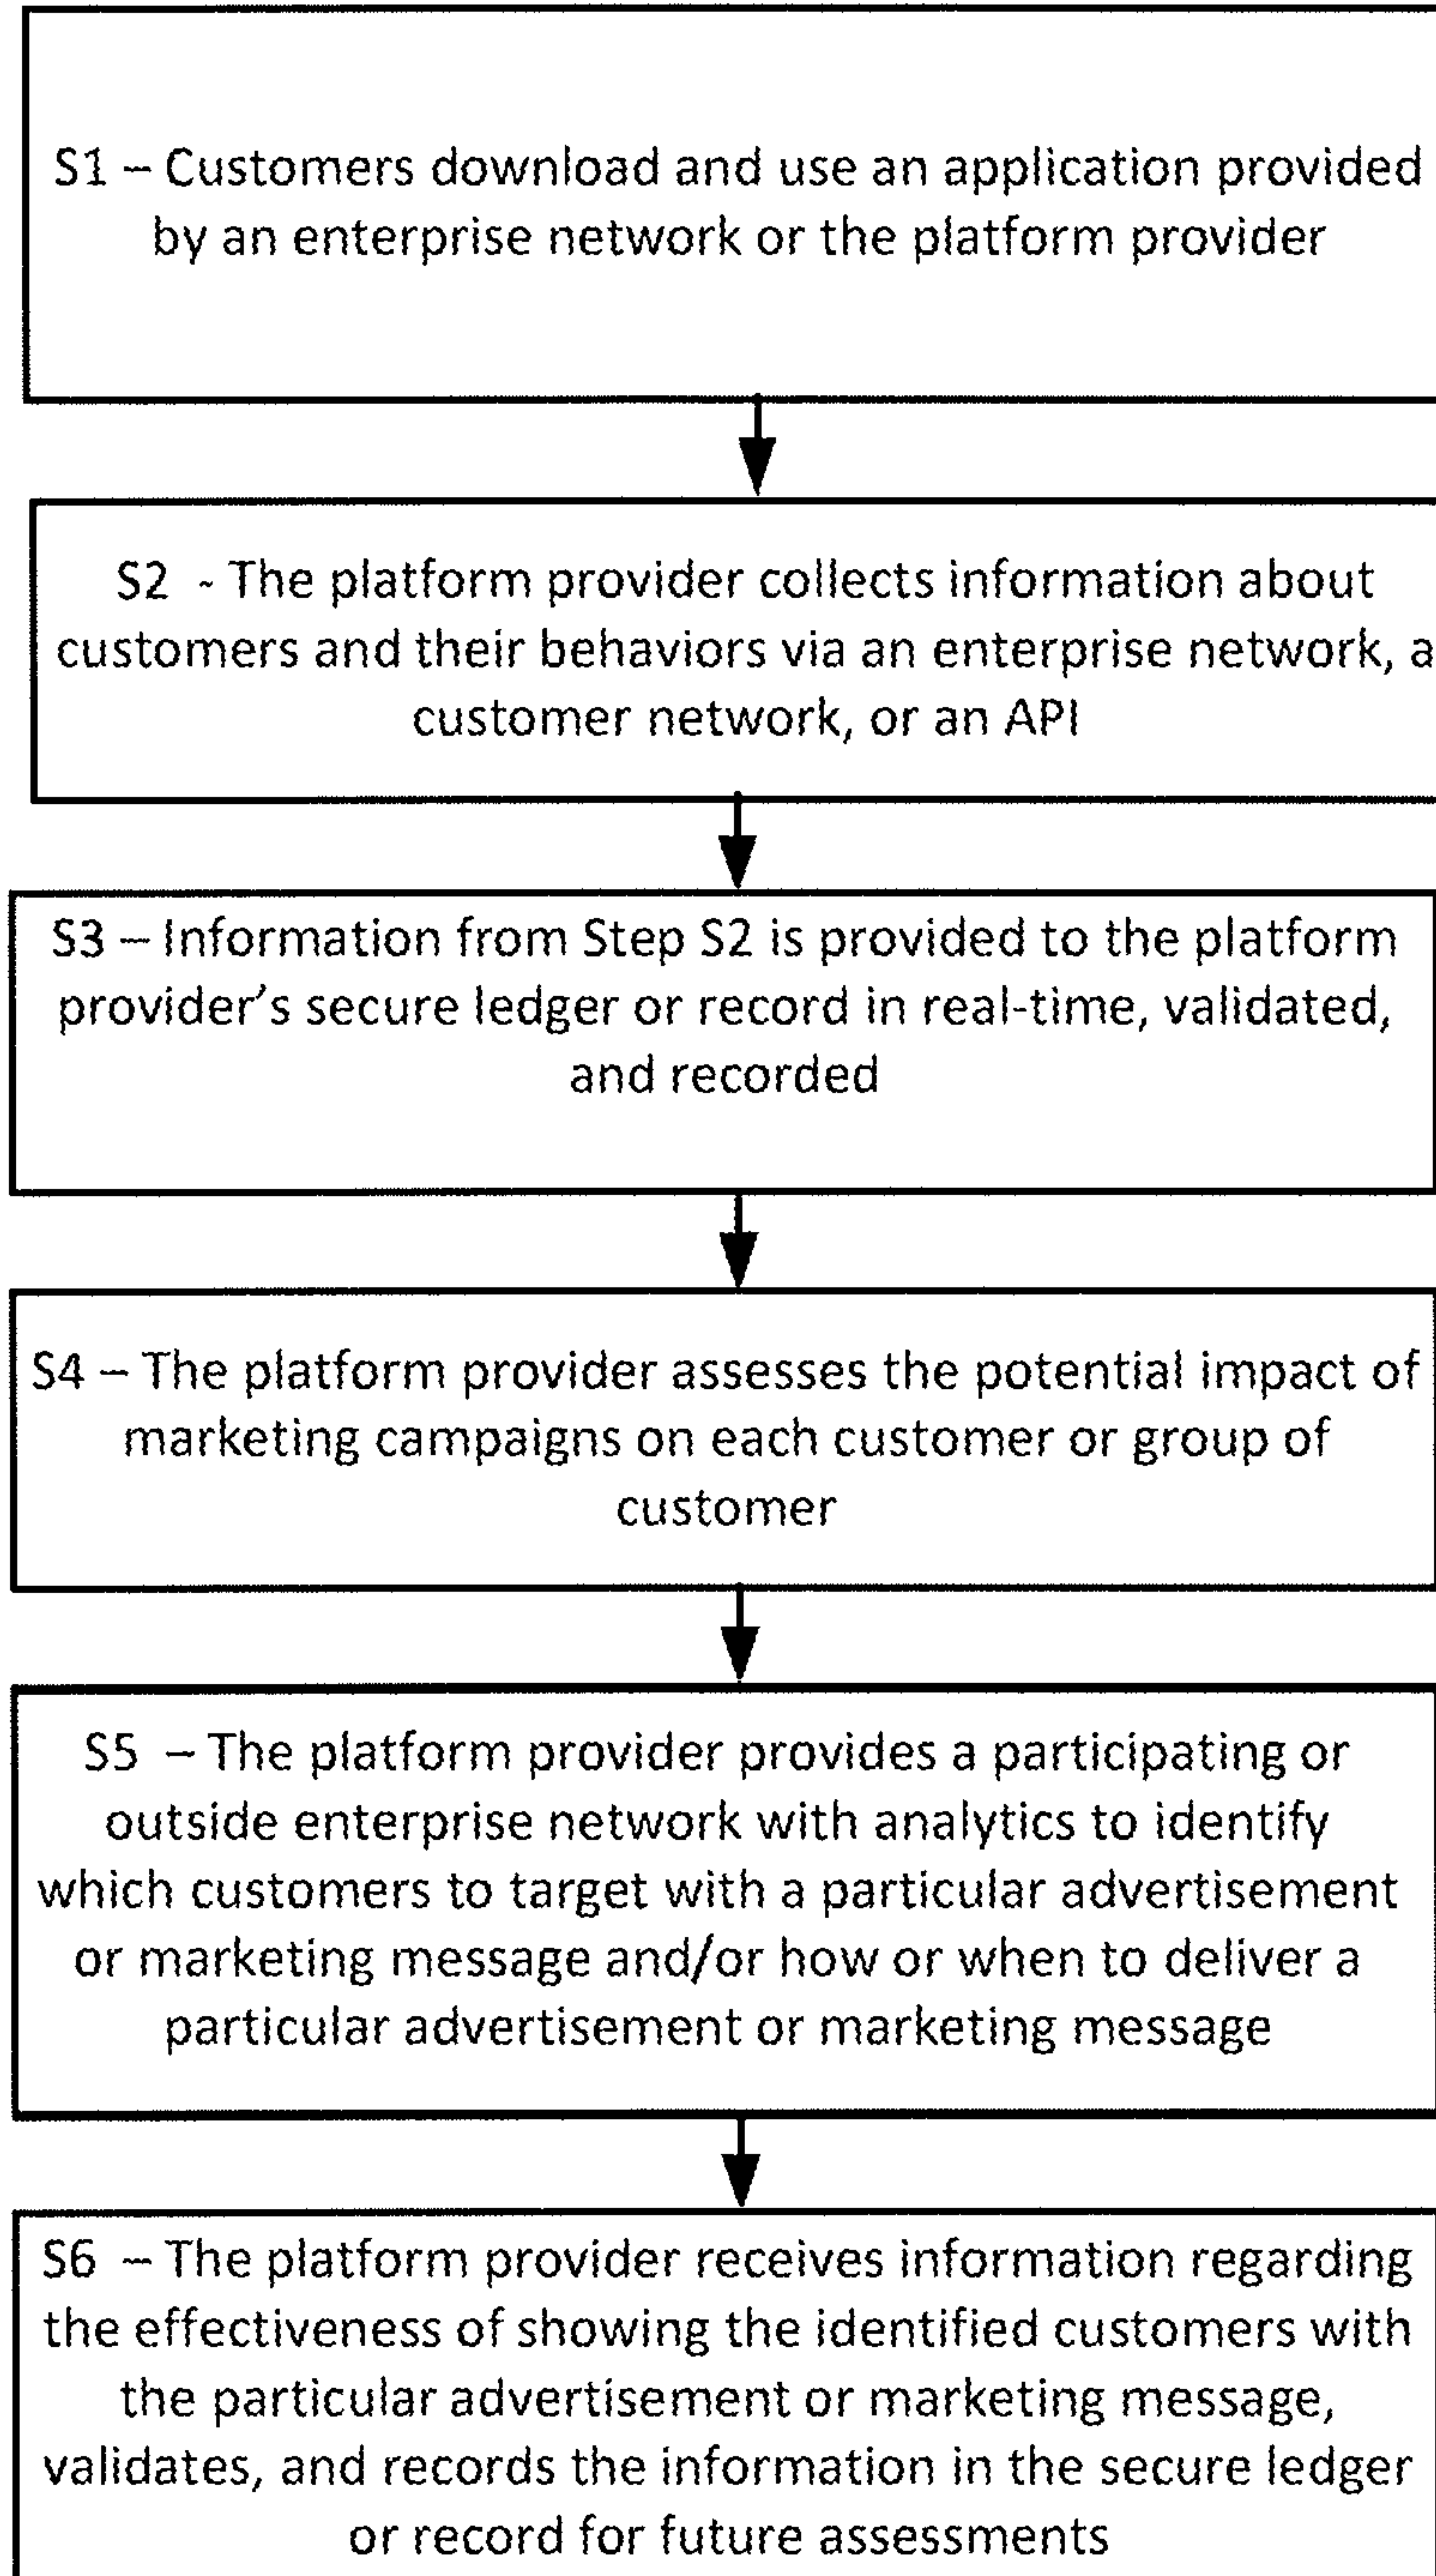 S1 – Customers download and use an application provided
by an enterprise network or the platform provider
S2 - The platform provider collects information about
customers and their behaviors via an enterprise network, a
customer network, or an API
S3 – Information from Step S2 is provided to the platform
provider's secure ledger or record in real-time, validated,
and recorded
S4 – The platform provider assesses the potential impact of
marketing campaigns on each customer or group of
customer
S5 – The platform provider provides a participating or
outside enterprise network with analytics to identify
which customers to target with a particular advertisement
or marketing message and/or how or when to deliver a
particular advertisement or marketing message
S6 – The platform provider receives information regarding
the effectiveness of showing the identified customers with
the particular advertisement or marketing message,
validates, and records the information in the secure ledger
or record for future assessments